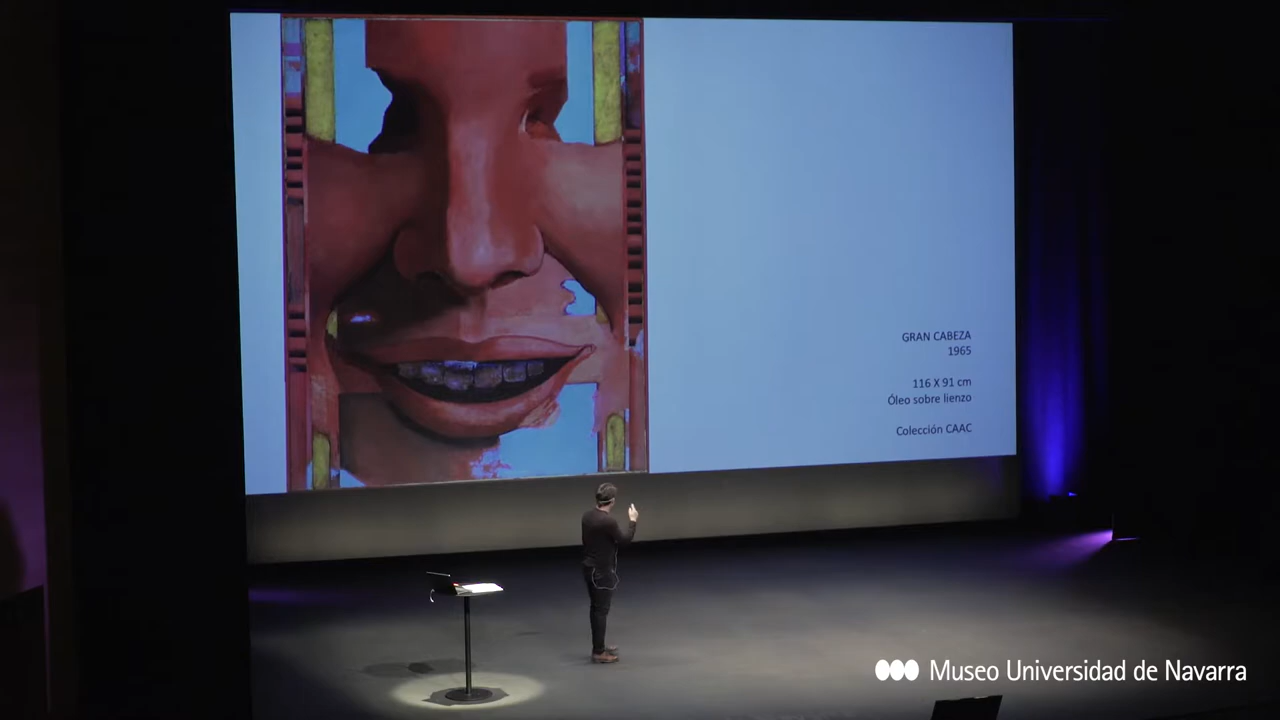 GRAN CABEZA
1965
116 X 91 cm
Óleo sobre lienzo
Colección CAAC
Museo Universidad de Navarra